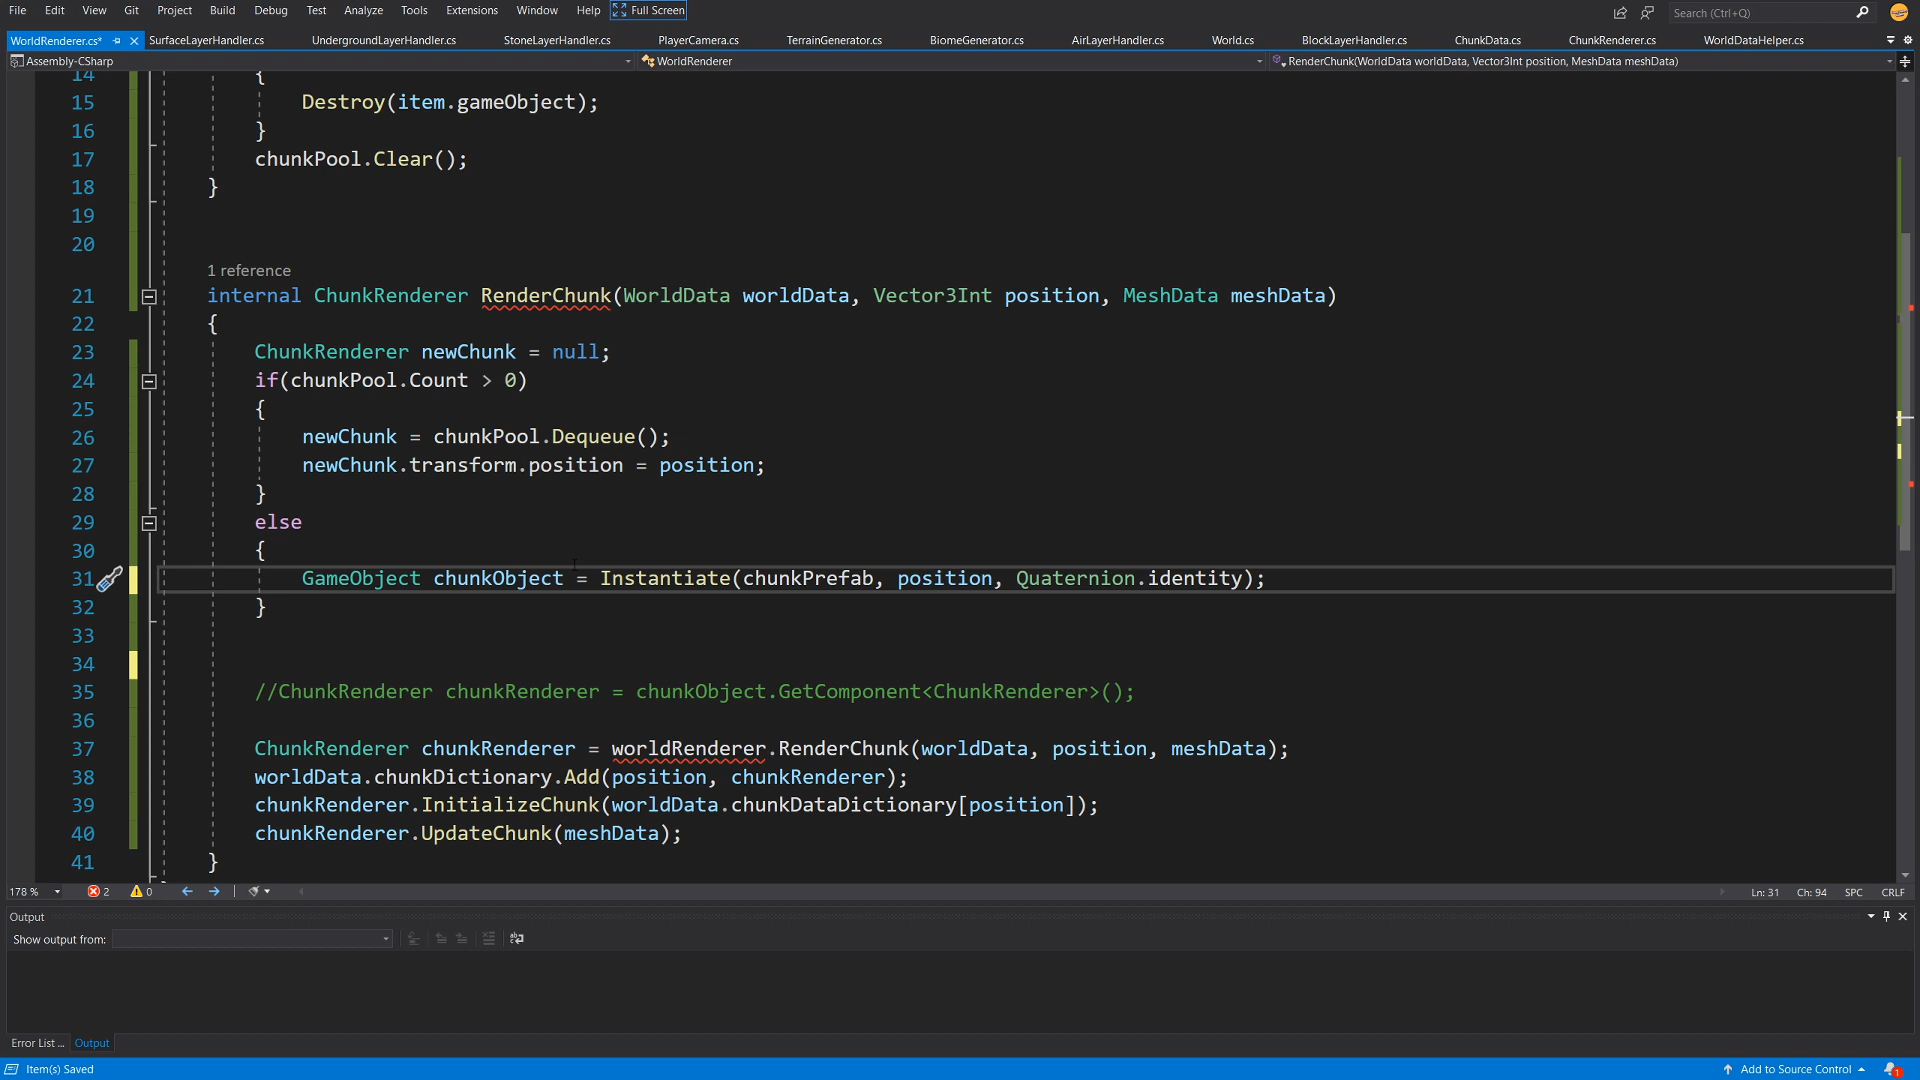 File Edit View Git Project Build Debug Test Analyze Tools Extensions Window Help Full Screen Search (Ctrl+Q)
WorldRenderer.cs* SurfaceLayerHandler.cs UndergroundLayerHandler.cs StoneLayerHandler.cs PlayerCamera.cs TerrainGenerator.cs BiomeGenerator.cs AirLayerHandler.cs World.cs BlockLayerHandler.cs ChunkData.cs ChunkRenderer.cs WorldDataHelper.cs
Assembly-CSharp WorldRenderer RenderChunk(WorldData worldData, Vector3Int position, MeshData meshData)
14 {
15 Destroy(item.gameObject);
16 }
17 chunkPool.Clear();
18 }
19
20
1 reference
21 internal ChunkRenderer RenderChunk(WorldData worldData, Vector3Int position, MeshData meshData)
22 {
23 ChunkRenderer newChunk = null;
24 if(chunkPool.Count > 0)
25 {
26 newChunk = chunkPool.Dequeue();
27 newChunk.transform.position = position;
28 }
29 else
30 {
31 GameObject chunkObject = Instantiate(chunkPrefab, position, Quaternion.identity);
32 }
33
34
35 //ChunkRenderer chunkRenderer = chunkObject.GetComponent<ChunkRenderer>();
36
37 ChunkRenderer chunkRenderer = worldRenderer.RenderChunk(worldData, position, meshData);
38 worldData.chunkDictionary.Add(position, chunkRenderer);
39 chunkRenderer.InitializeChunk(worldData.chunkDataDictionary[position]);
40 chunkRenderer.UpdateChunk(meshData);
41 }
178 % 2 0 Ln: 31 Ch: 94 SPC CRLF
Output
Show output from:
Error List ... Output
Item(s) Saved Add to Source Control 1